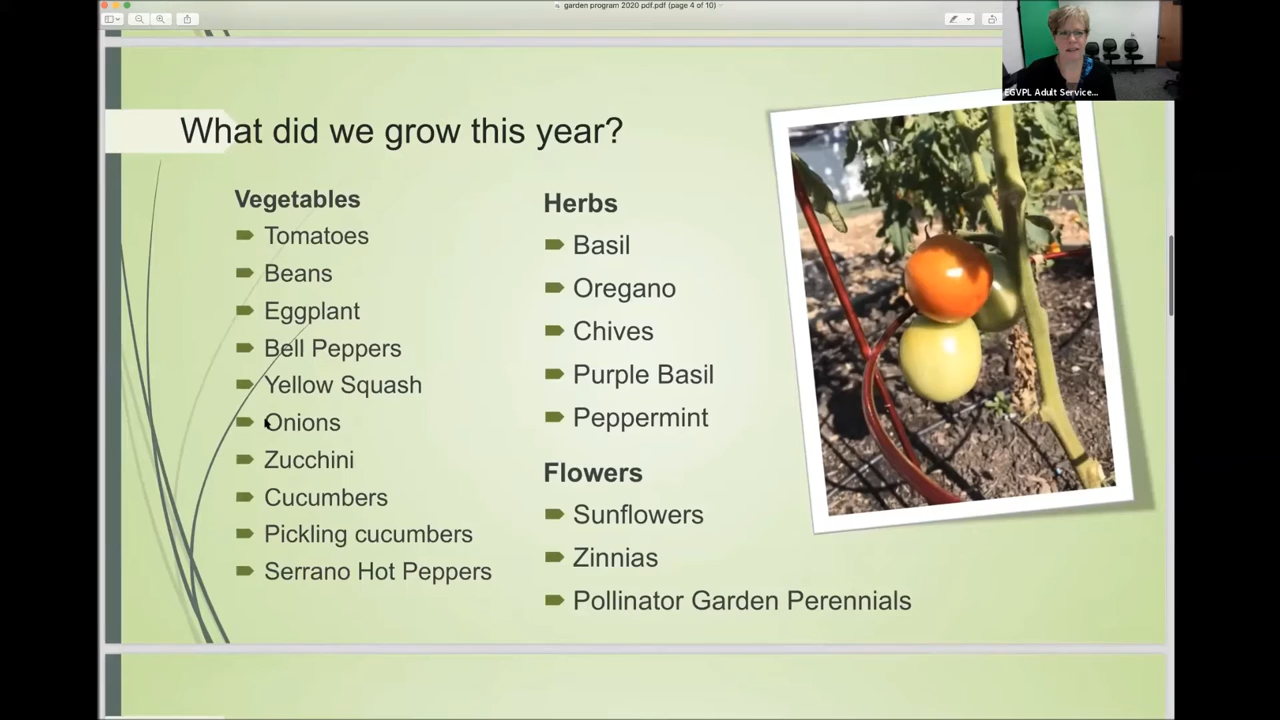 garden program 2020 pdf.pdf (page 4 of 10)
EGVPL Adult Service...
What did we grow this year?
Vegetables
Tomatoes
Beans
Eggplant
Bell Peppers
Yellow Squash
Onions
Zucchini
Cucumbers
Pickling cucumbers
Serrano Hot Peppers
Herbs
Basil
Oregano
Chives
Purple Basil
Peppermint
Flowers
Sunflowers
Zinnias
Pollinator Garden Perennials